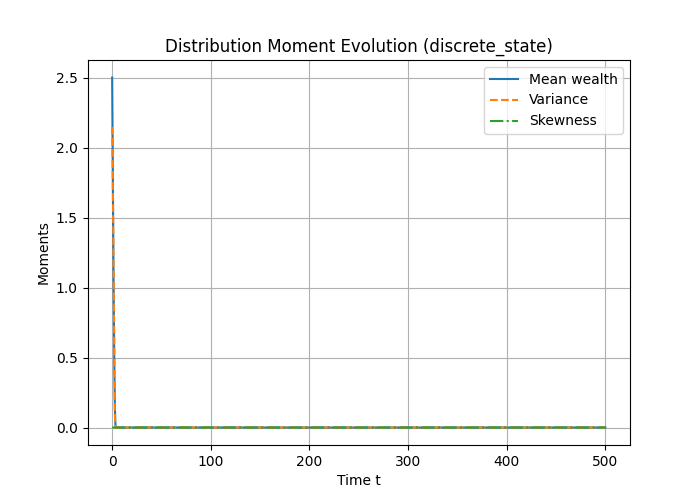 Distribution Moment Evolution (discrete_state)
Mean wealth
Variance
Skewness
Moments
2.5
2.0
1.5
1.0
0.5
0.0
0 100 200 300 400 500
Time t